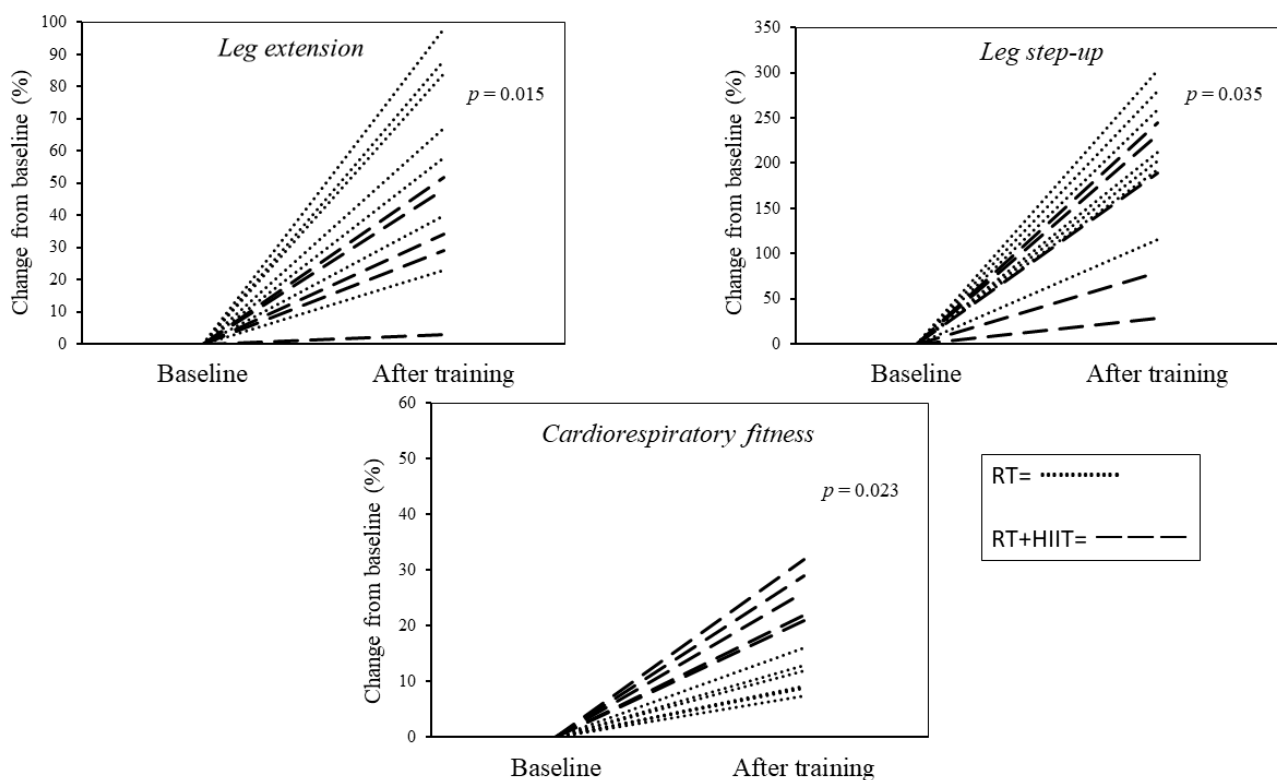 Leg extension
p = 0.015
Change from baseline (%)
100
90
80
70
60
50
40
30
20
10
0
Baseline
After training
Leg step-up
p = 0.035
Change from baseline (%)
350
300
250
200
150
100
50
0
Baseline
After training
Cardiorespiratory fitness
p = 0.023
Change from baseline (%)
60
50
40
30
20
10
0
Baseline
After training
RT=
RT+HIIT=